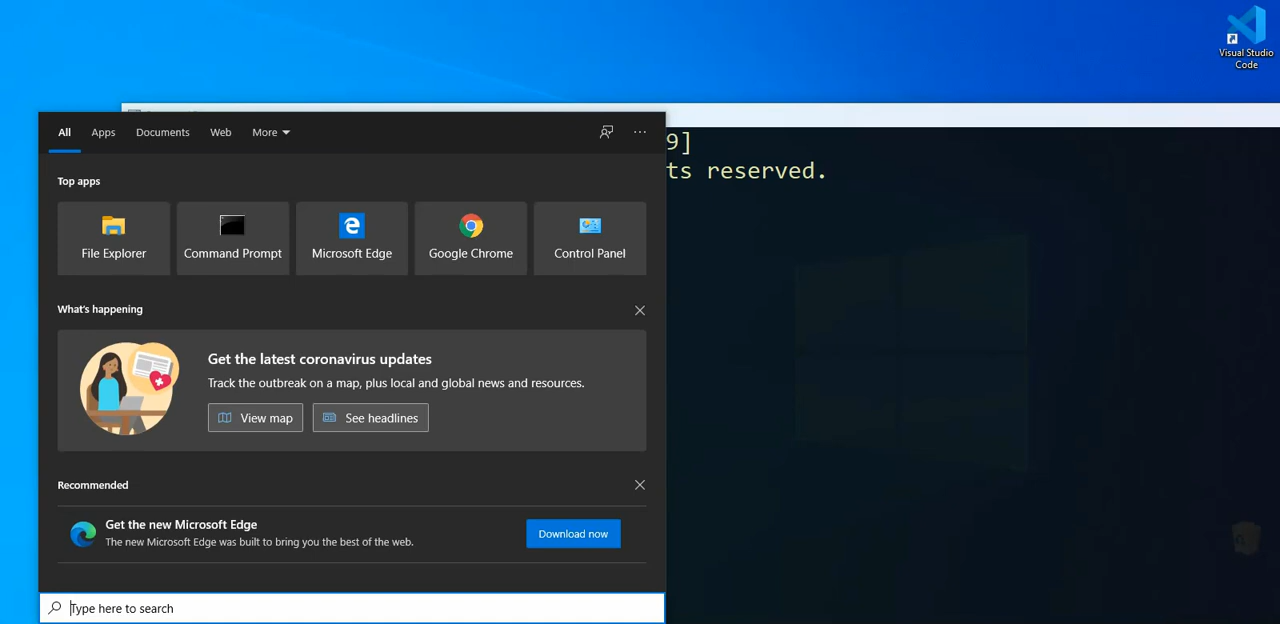 Visual Studio
Code
All Apps Documents Web More
9]
ts reserved.
Top apps
File Explorer Command Prompt Microsoft Edge Google Chrome Control Panel
What's happening
Get the latest coronavirus updates
Track the outbreak on a map, plus local and global news and resources.
View map See headlines
Recommended
Get the new Microsoft Edge
The new Microsoft Edge was built to bring you the best of the web.
Download now
Type here to search